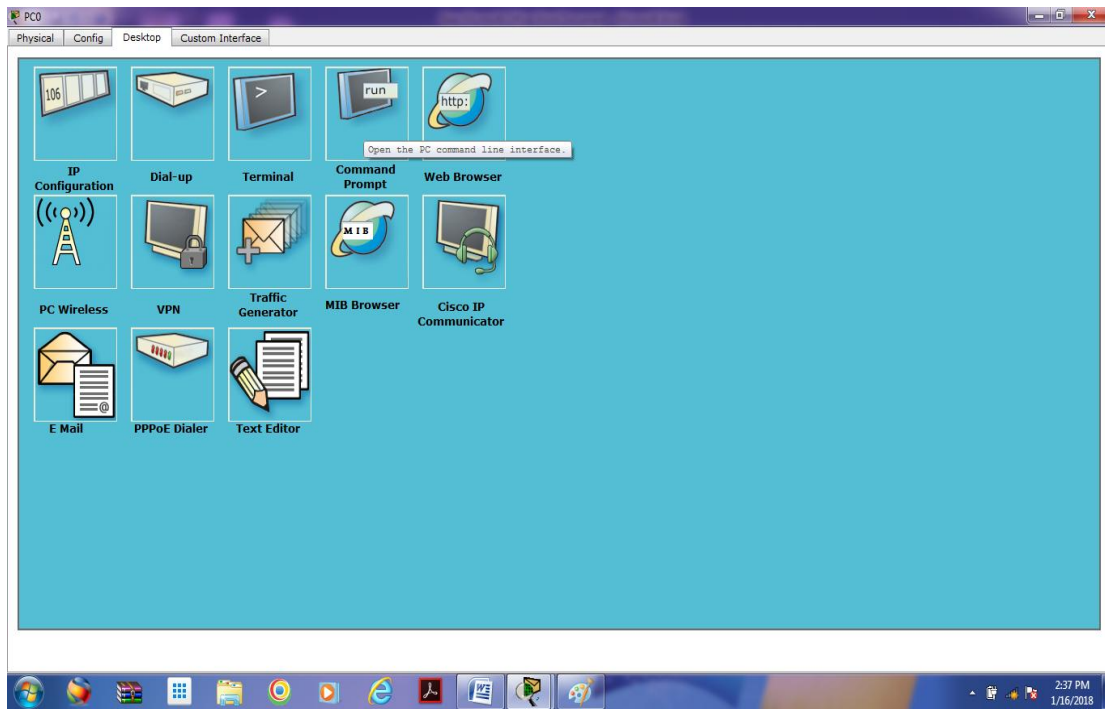 PC0
Physical Config Desktop Custom Interface
106
>
run
http:
Open the PC command line interface.
IP
Configuration
Dial-up
Terminal
Command
Prompt
Web Browser
MIB
PC Wireless
VPN
Traffic
Generator
MIB Browser
Cisco IP
Communicator
@
E Mail
PPPoE Dialer
Text Editor
W
2:37 PM
1/16/2018